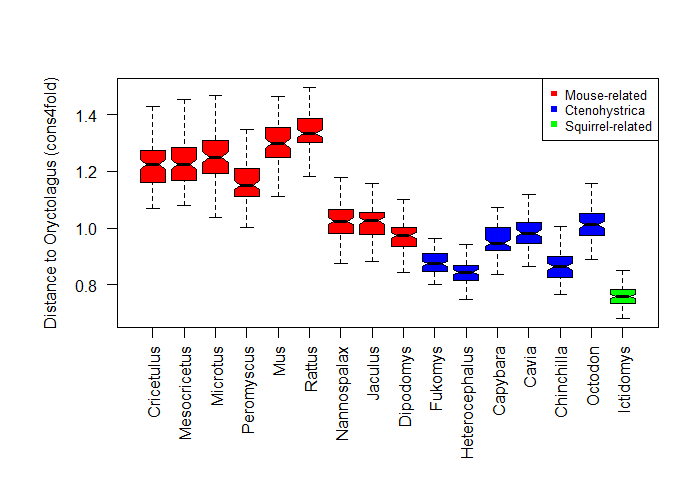 Distance to Oryctolagus (cons4fold)
1.4
1.2
1.0
0.8
Mouse-related
Ctenohystrica
Squirrel-related
Cricetulus
Mesocricetus
Microtus
Peromyscus
Mus
Rattus
Nannospalax
Jaculus
Dipodomys
Fukomys
Heterocephalus
Capybara
Cavia
Chinchilla
Octodon
Ictidomys